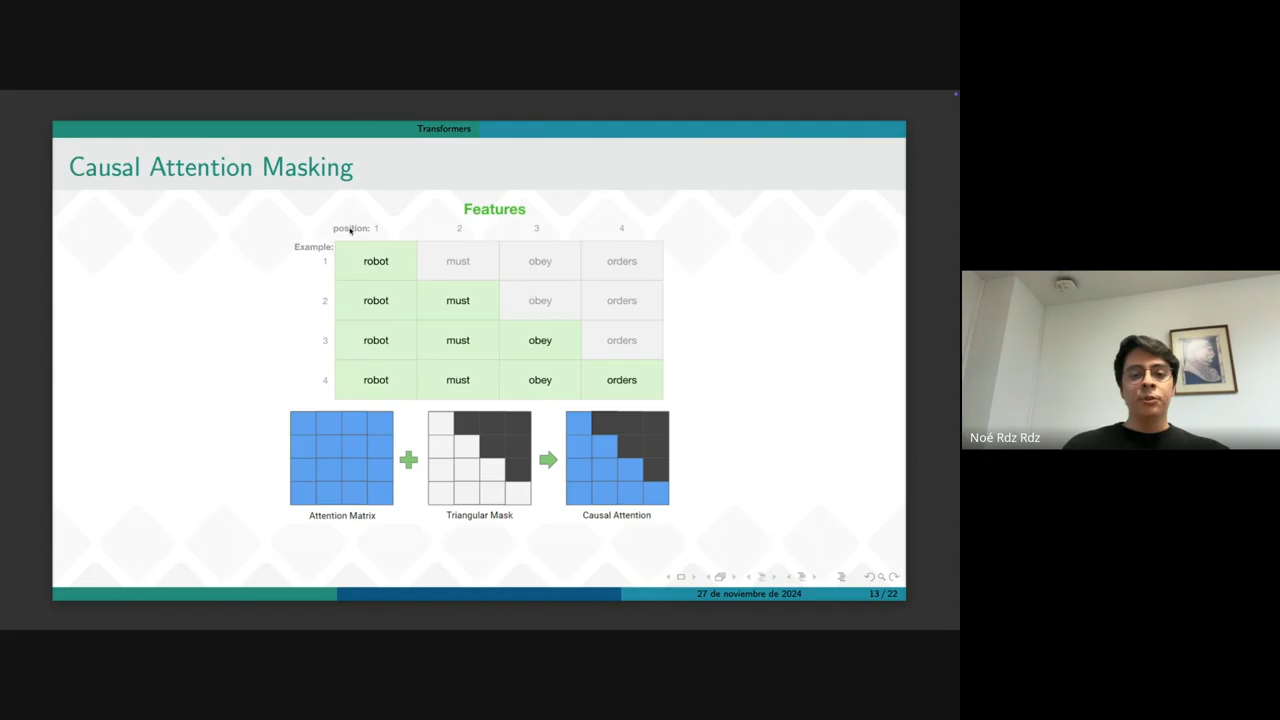 Transformers
Causal Attention Masking
Features
position: 1 2 3 4
Example:
1 robot must obey orders
2 robot must obey orders
3 robot must obey orders
4 robot must obey orders
Attention Matrix Triangular Mask Causal Attention
27 de noviembre de 2024 13 / 22
Noé Rdz Rdz